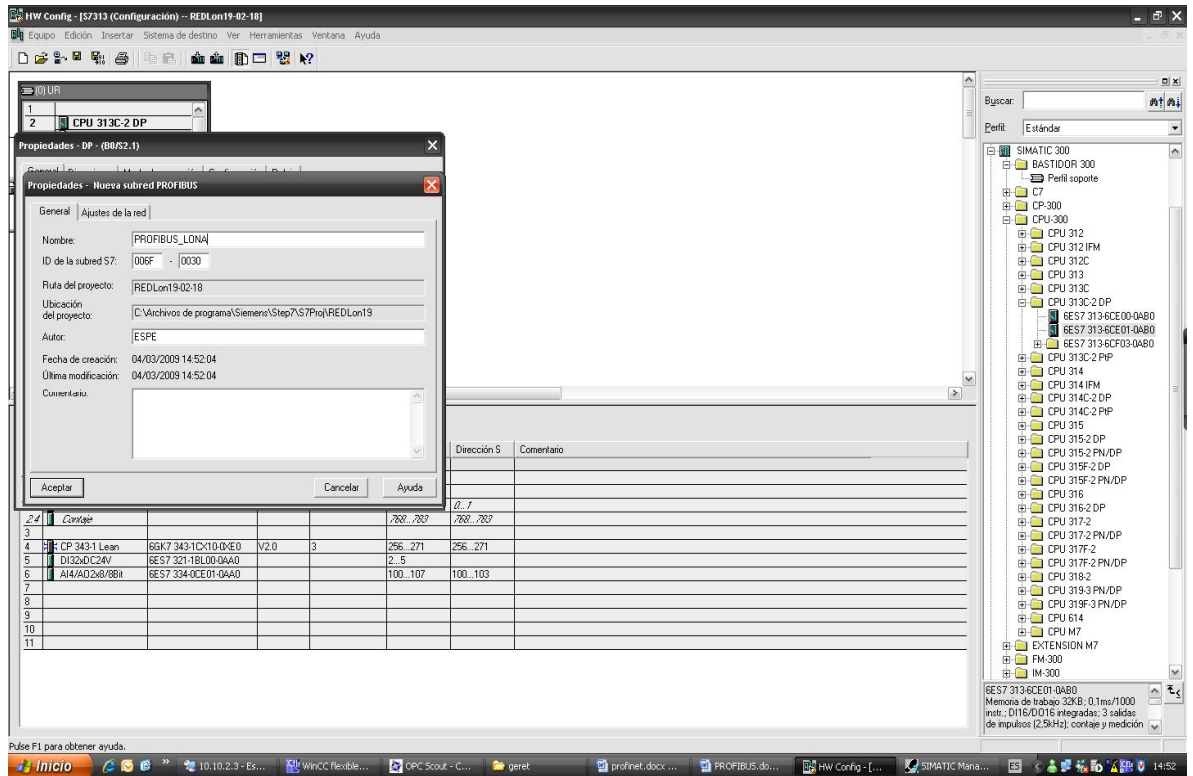 HW Config - [S7313 (Configuración) -- REDLon19-02-18]
Equipo Edición Insertar Sistema de destino Ver Herramientas Ventana Ayuda
(0) UR
1
2 CPU 313C-2 DP
Propiedades - DP - (B0/S2.1)
Propiedades - Nueva subred PROFIBUS
General Ajustes de la red
Nombre: PROFIBUS_LONA
ID de la subred S7: 006F - 0030
Ruta del proyecto: REDLon19-02-18
Ubicación
del proyecto: C:\Archivos de programa\Siemens\Step7\S7Proj\REDLon19
Autor: ESPE
Fecha de creación: 04/03/2009 14:52:04
Última modificación: 04/03/2009 14:52:04
Comentario:
Aceptar Cancelar Ayuda
Dirección S Comentario
0...1
2.4 Contaje 768...783 768...783
3
4 CP 343-1 Lean 6GK7 343-1CX10-0XE0 V2.0 3 256...271 256...271
5 DI32xDC24V 6ES7 321-1BL00-0AA0 2...5
6 AI4/AO2x8/8Bit 6ES7 334-0CE01-0AA0 100...107 100...103
7
8
9
10
11
Buscar:
Perfil: Estándar
SIMATIC 300
BASTIDOR 300
Perfil soporte
C7
CP-300
CPU-300
CPU 312
CPU 312 IFM
CPU 312C
CPU 313
CPU 313C
CPU 313C-2 DP
6ES7 313-6CE00-0AB0
6ES7 313-6CE01-0AB0
6ES7 313-6CF03-0AB0
CPU 313C-2 PtP
CPU 314
CPU 314 IFM
CPU 314C-2 DP
CPU 314C-2 PtP
CPU 315
CPU 315-2 DP
CPU 315-2 PN/DP
CPU 315F-2 DP
CPU 315F-2 PN/DP
CPU 316
CPU 316-2 DP
CPU 317-2
CPU 317-2 PN/DP
CPU 317F-2
CPU 317F-2 PN/DP
CPU 318-2
CPU 319-3 PN/DP
CPU 319F-3 PN/DP
CPU 614
CPU M7
EXTENSION M7
FM-300
IM-300
6ES7 313-6CE01-0AB0
Memoria de trabajo 32KB; 0,1ms/1000
instr.; DI16/DO16 integradas; 3 salidas
de impulsos (2,5kHz); contaje y medición
Pulse F1 para obtener ayuda.
Inicio » 10.10.2.3 - Es... WinCC flexible... OPC Scout - C... geret profinet.docx ... PROFIBUS.do... HW Config - [... SIMATIC Mana... ES 14:52